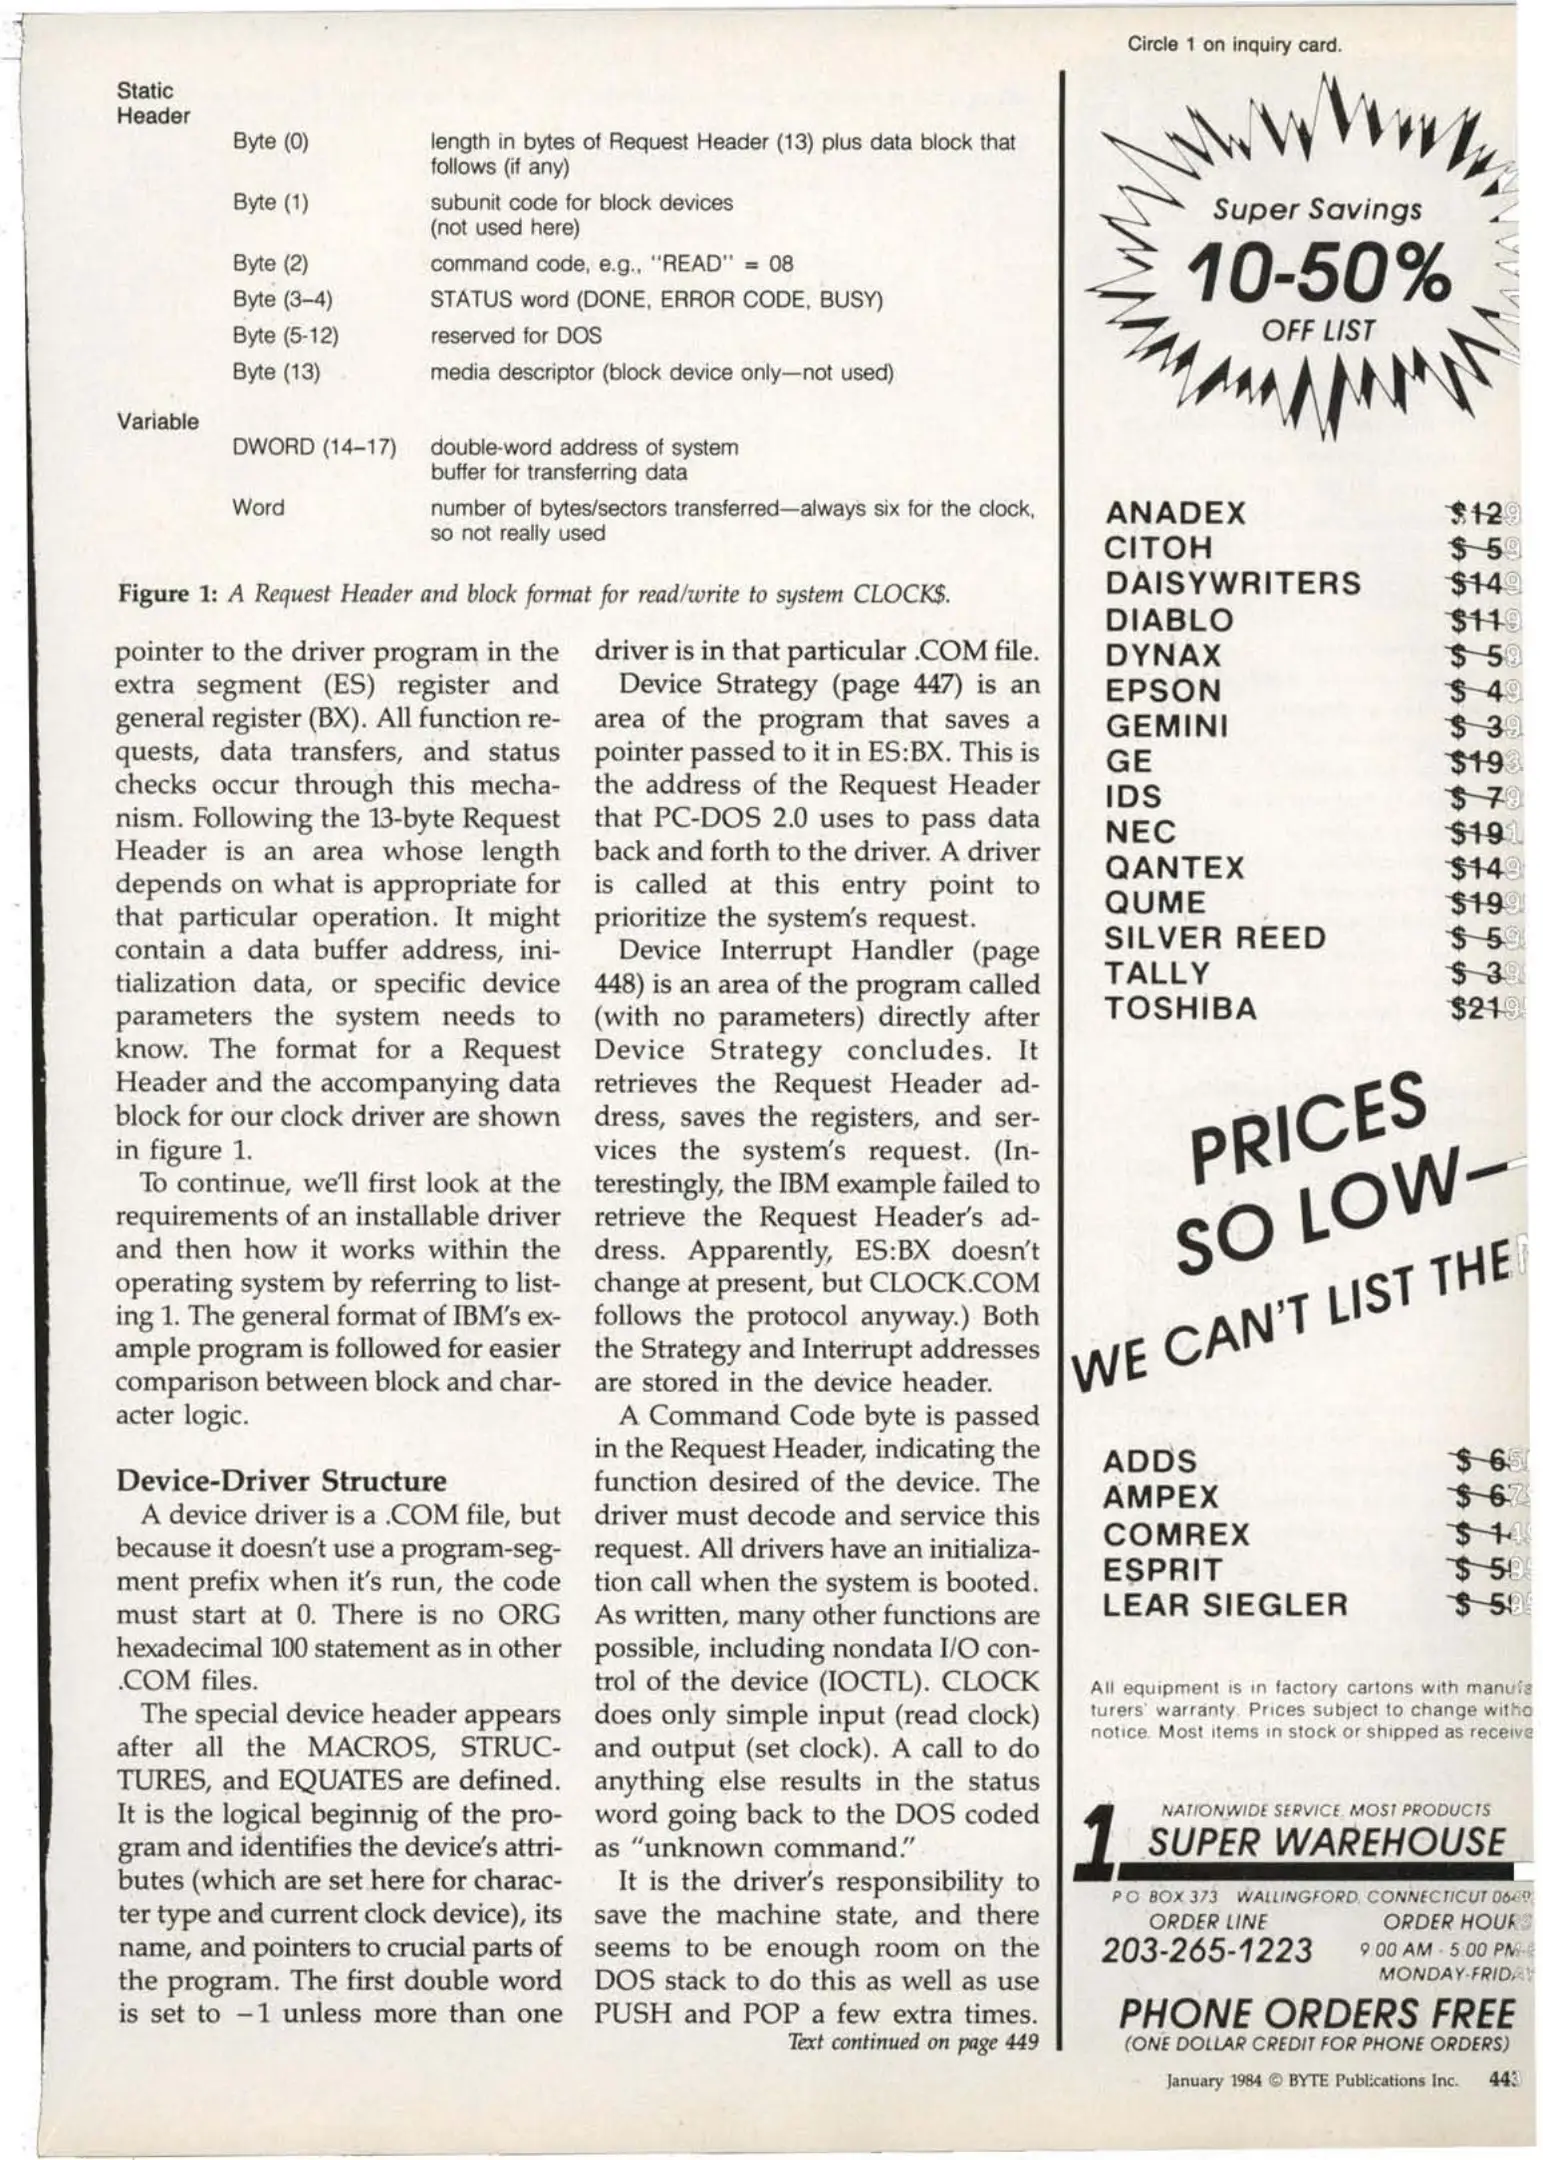 Circle 1 on inquiry card.
Static
Header
Byte (0) length in bytes of Request Header (13) plus data block that
follows (if any)
Byte (1) subunit code for block devices
(not used here)
Byte (2) command code, e.g., "READ" = 08
Byte (3–4) STATUS word (DONE, ERROR CODE, BUSY)
Byte (5-12) reserved for DOS
Byte (13) media descriptor (block device only—not used)
Variable
DWORD (14–17) double-word address of system
buffer for transferring data
Word number of bytes/sectors transferred—always six for the clock,
so not really used
Figure 1: A Request Header and block format for read/write to system CLOCK$.
pointer to the driver program in the
extra segment (ES) register and
general register (BX). All function re-
quests, data transfers, and status
checks occur through this mecha-
nism. Following the 13-byte Request
Header is an area whose length
depends on what is appropriate for
that particular operation. It might
contain a data buffer address, ini-
tialization data, or specific device
parameters the system needs to
know. The format for a Request
Header and the accompanying data
block for our clock driver are shown
in figure 1.
To continue, we'll first look at the
requirements of an installable driver
and then how it works within the
operating system by referring to list-
ing 1. The general format of IBM's ex-
ample program is followed for easier
comparison between block and char-
acter logic.
Device-Driver Structure
A device driver is a .COM file, but
because it doesn't use a program-seg-
ment prefix when it's run, the code
must start at 0. There is no ORG
hexadecimal 100 statement as in other
.COM files.
The special device header appears
after all the MACROS, STRUC-
TURES, and EQUATES are defined.
It is the logical beginnig of the pro-
gram and identifies the device's attri-
butes (which are set here for charac-
ter type and current clock device), its
name, and pointers to crucial parts of
the program. The first double word
is set to –1 unless more than one
driver is in that particular .COM file.
Device Strategy (page 447) is an
area of the program that saves a
pointer passed to it in ES:BX. This is
the address of the Request Header
that PC-DOS 2.0 uses to pass data
back and forth to the driver. A driver
is called at this entry point to
prioritize the system's request.
Device Interrupt Handler (page
448) is an area of the program called
(with no parameters) directly after
Device Strategy concludes. It
retrieves the Request Header ad-
dress, saves the registers, and ser-
vices the system's request. (In-
terestingly, the IBM example failed to
retrieve the Request Header's ad-
dress. Apparently, ES:BX doesn't
change at present, but CLOCK.COM
follows the protocol anyway.) Both
the Strategy and Interrupt addresses
are stored in the device header.
A Command Code byte is passed
in the Request Header, indicating the
function desired of the device. The
driver must decode and service this
request. All drivers have an initializa-
tion call when the system is booted.
As written, many other functions are
possible, including nondata I/O con-
trol of the device (IOCTL). CLOCK
does only simple input (read clock)
and output (set clock). A call to do
anything else results in the status
word going back to the DOS coded
as "unknown command."
It is the driver's responsibility to
save the machine state, and there
seems to be enough room on the
DOS stack to do this as well as use
PUSH and POP a few extra times.
Text continued on page 449
Super Savings
10-50%
OFF LIST
ANADEX
CITOH
DAISYWRITERS
DIABLO
DYNAX
EPSON
GEMINI
GE
IDS
NEC
QANTEX
QUME
SILVER REED
TALLY
TOSHIBA
PRICES
SO LOW—
WE CAN'T LIST
ADDS
AMPEX
COMREX
ESPRIT
LEAR SIEGLER
All equipment is in factory cartons with
turers' warranty. Prices subject to change
notice. Most items in stock or shipped as
NATIONWIDE SERVICE. MOST PRODUCTS
1 SUPER WAREHOUSE
P O BOX 373 WALLINGFORD, CONNECTICUT
ORDER LINE ORDER
203-265-1223 9:00 AM - 5:00
PHONE ORDERS FREE
(ONE DOLLAR CREDIT FOR PHONE ORDERS)
January 1984 © BYTE Publications Inc.